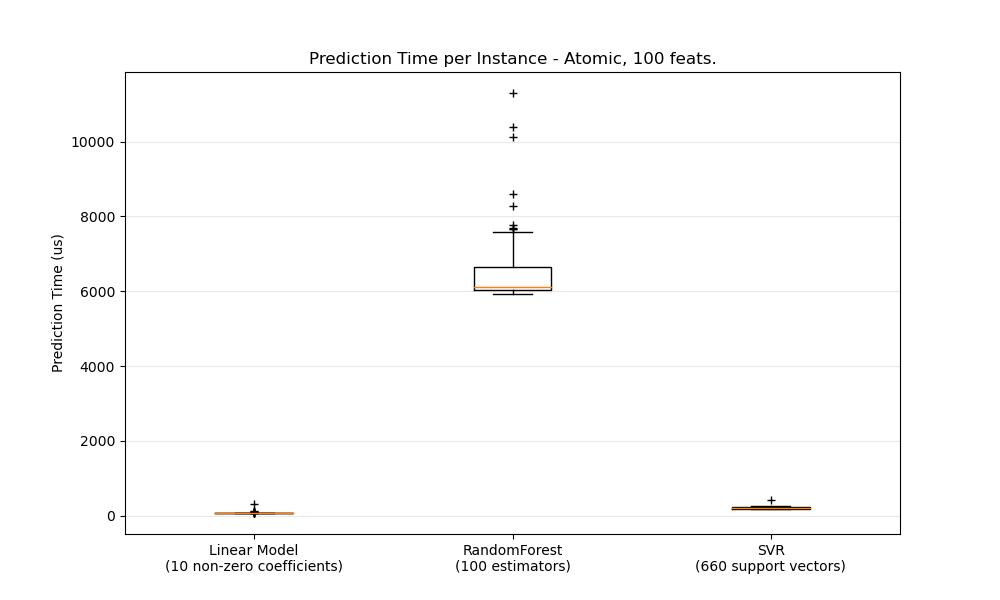 Prediction Time per Instance - Atomic, 100 feats.
Prediction Time (us)
10000
8000
6000
4000
2000
0
Linear Model
(10 non-zero coefficients)
RandomForest
(100 estimators)
SVR
(660 support vectors)